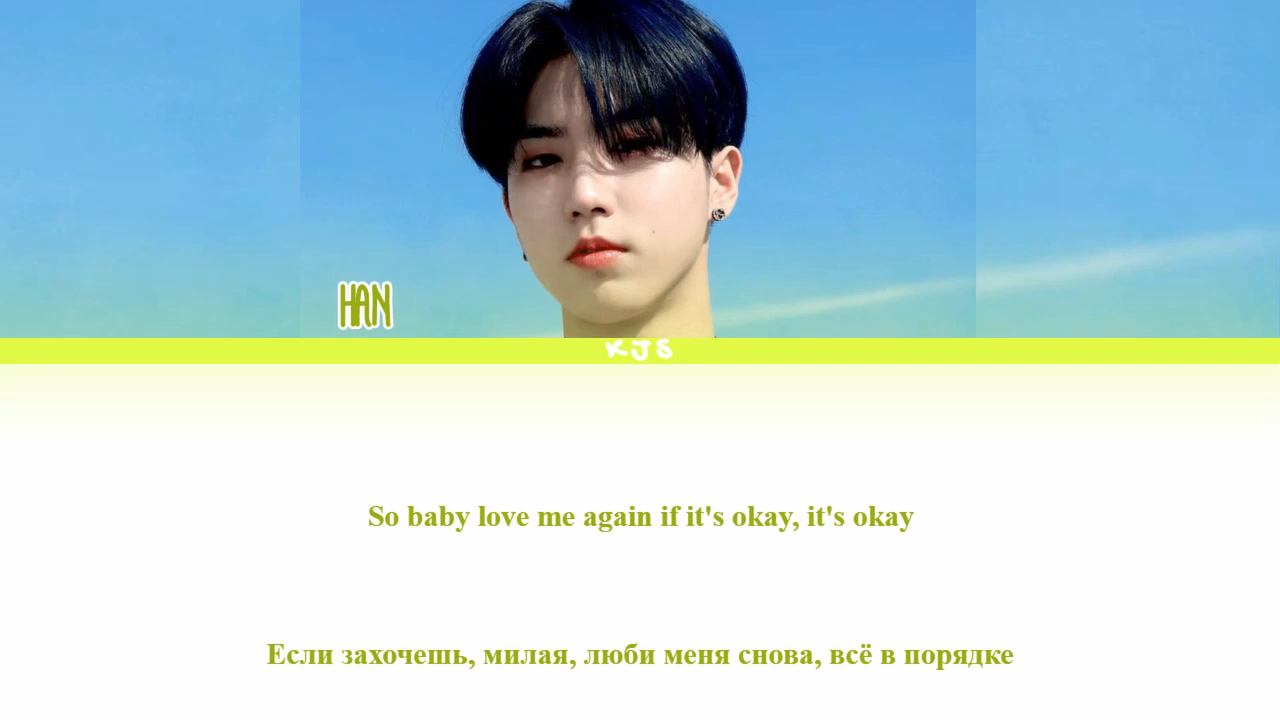 HAN
KJS
So baby love me again if it's okay, it's okay
Если захочешь, милая, люби меня снова, всё в порядке